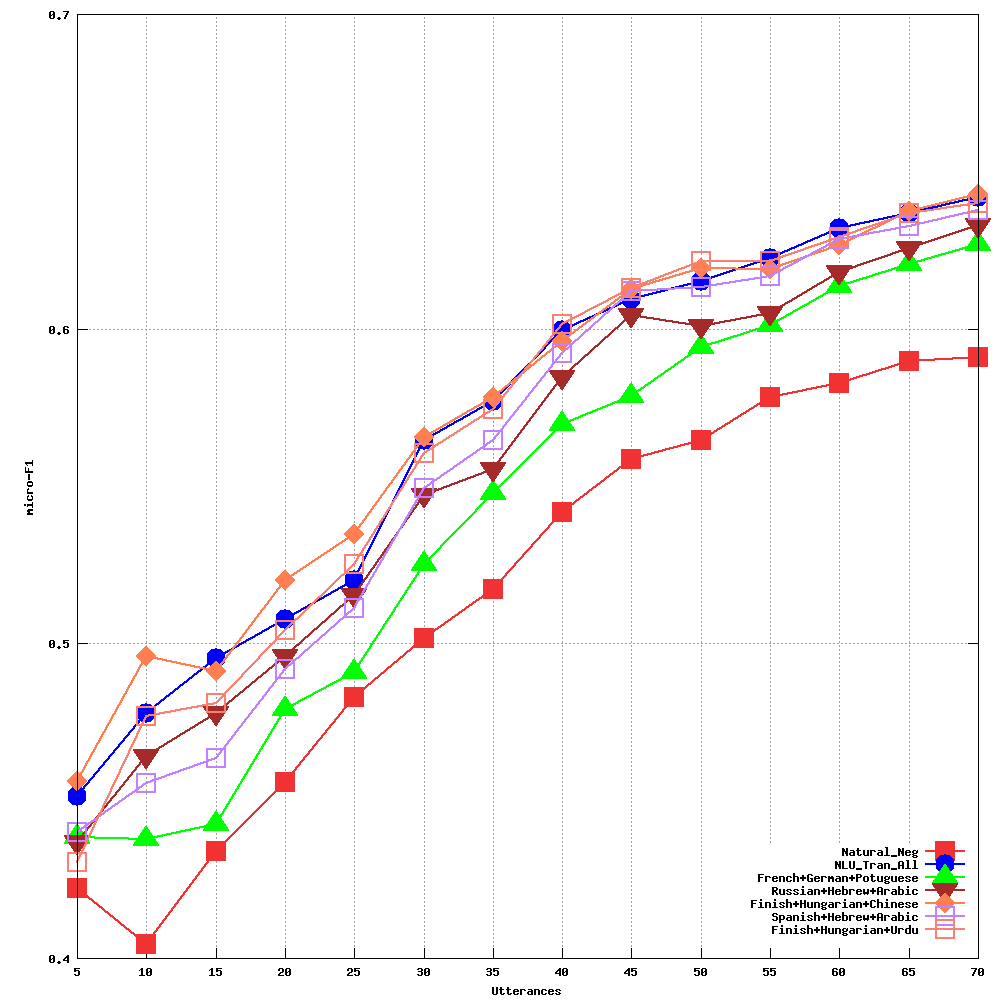 0.7
0.6
0.5
0.4
micro-F1
Natural_Neg
NLU_Tran_All
French+German+Potuguese
Russian+Hebrew+Arabic
Finish+Hungarian+Chinese
Spanish+Hebrew+Arabic
Finish+Hungarian+Urdu
5 10 15 20 25 30 35 40 45 50 55 60 65 70
Utterances